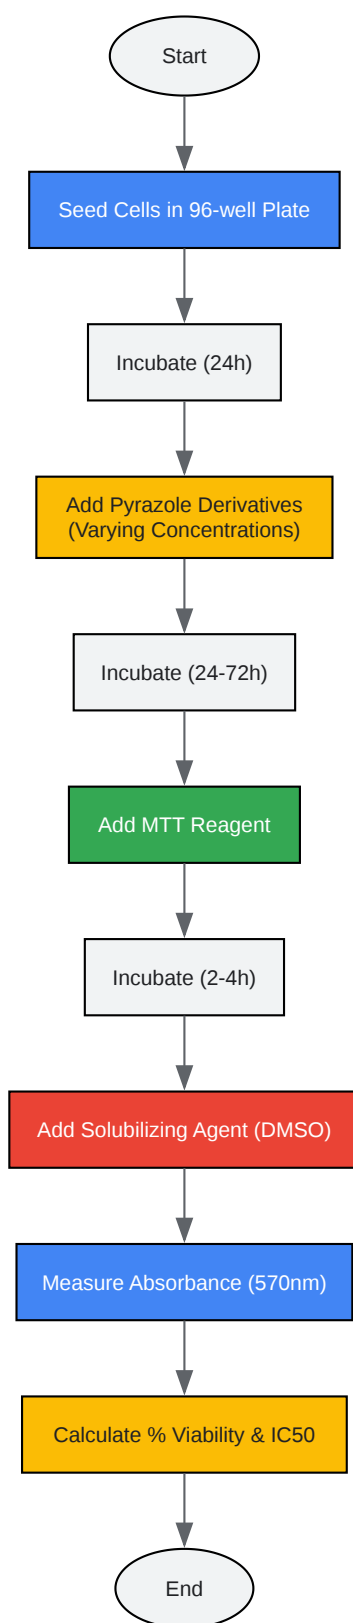 Start
Seed Cells in 96-well Plate
Incubate (24h)
Add Pyrazole Derivatives
(Varying Concentrations)
Incubate (24-72h)
Add MTT Reagent
Incubate (2-4h)
Add Solubilizing Agent (DMSO)
Measure Absorbance (570nm)
Calculate % Viability & IC50
End